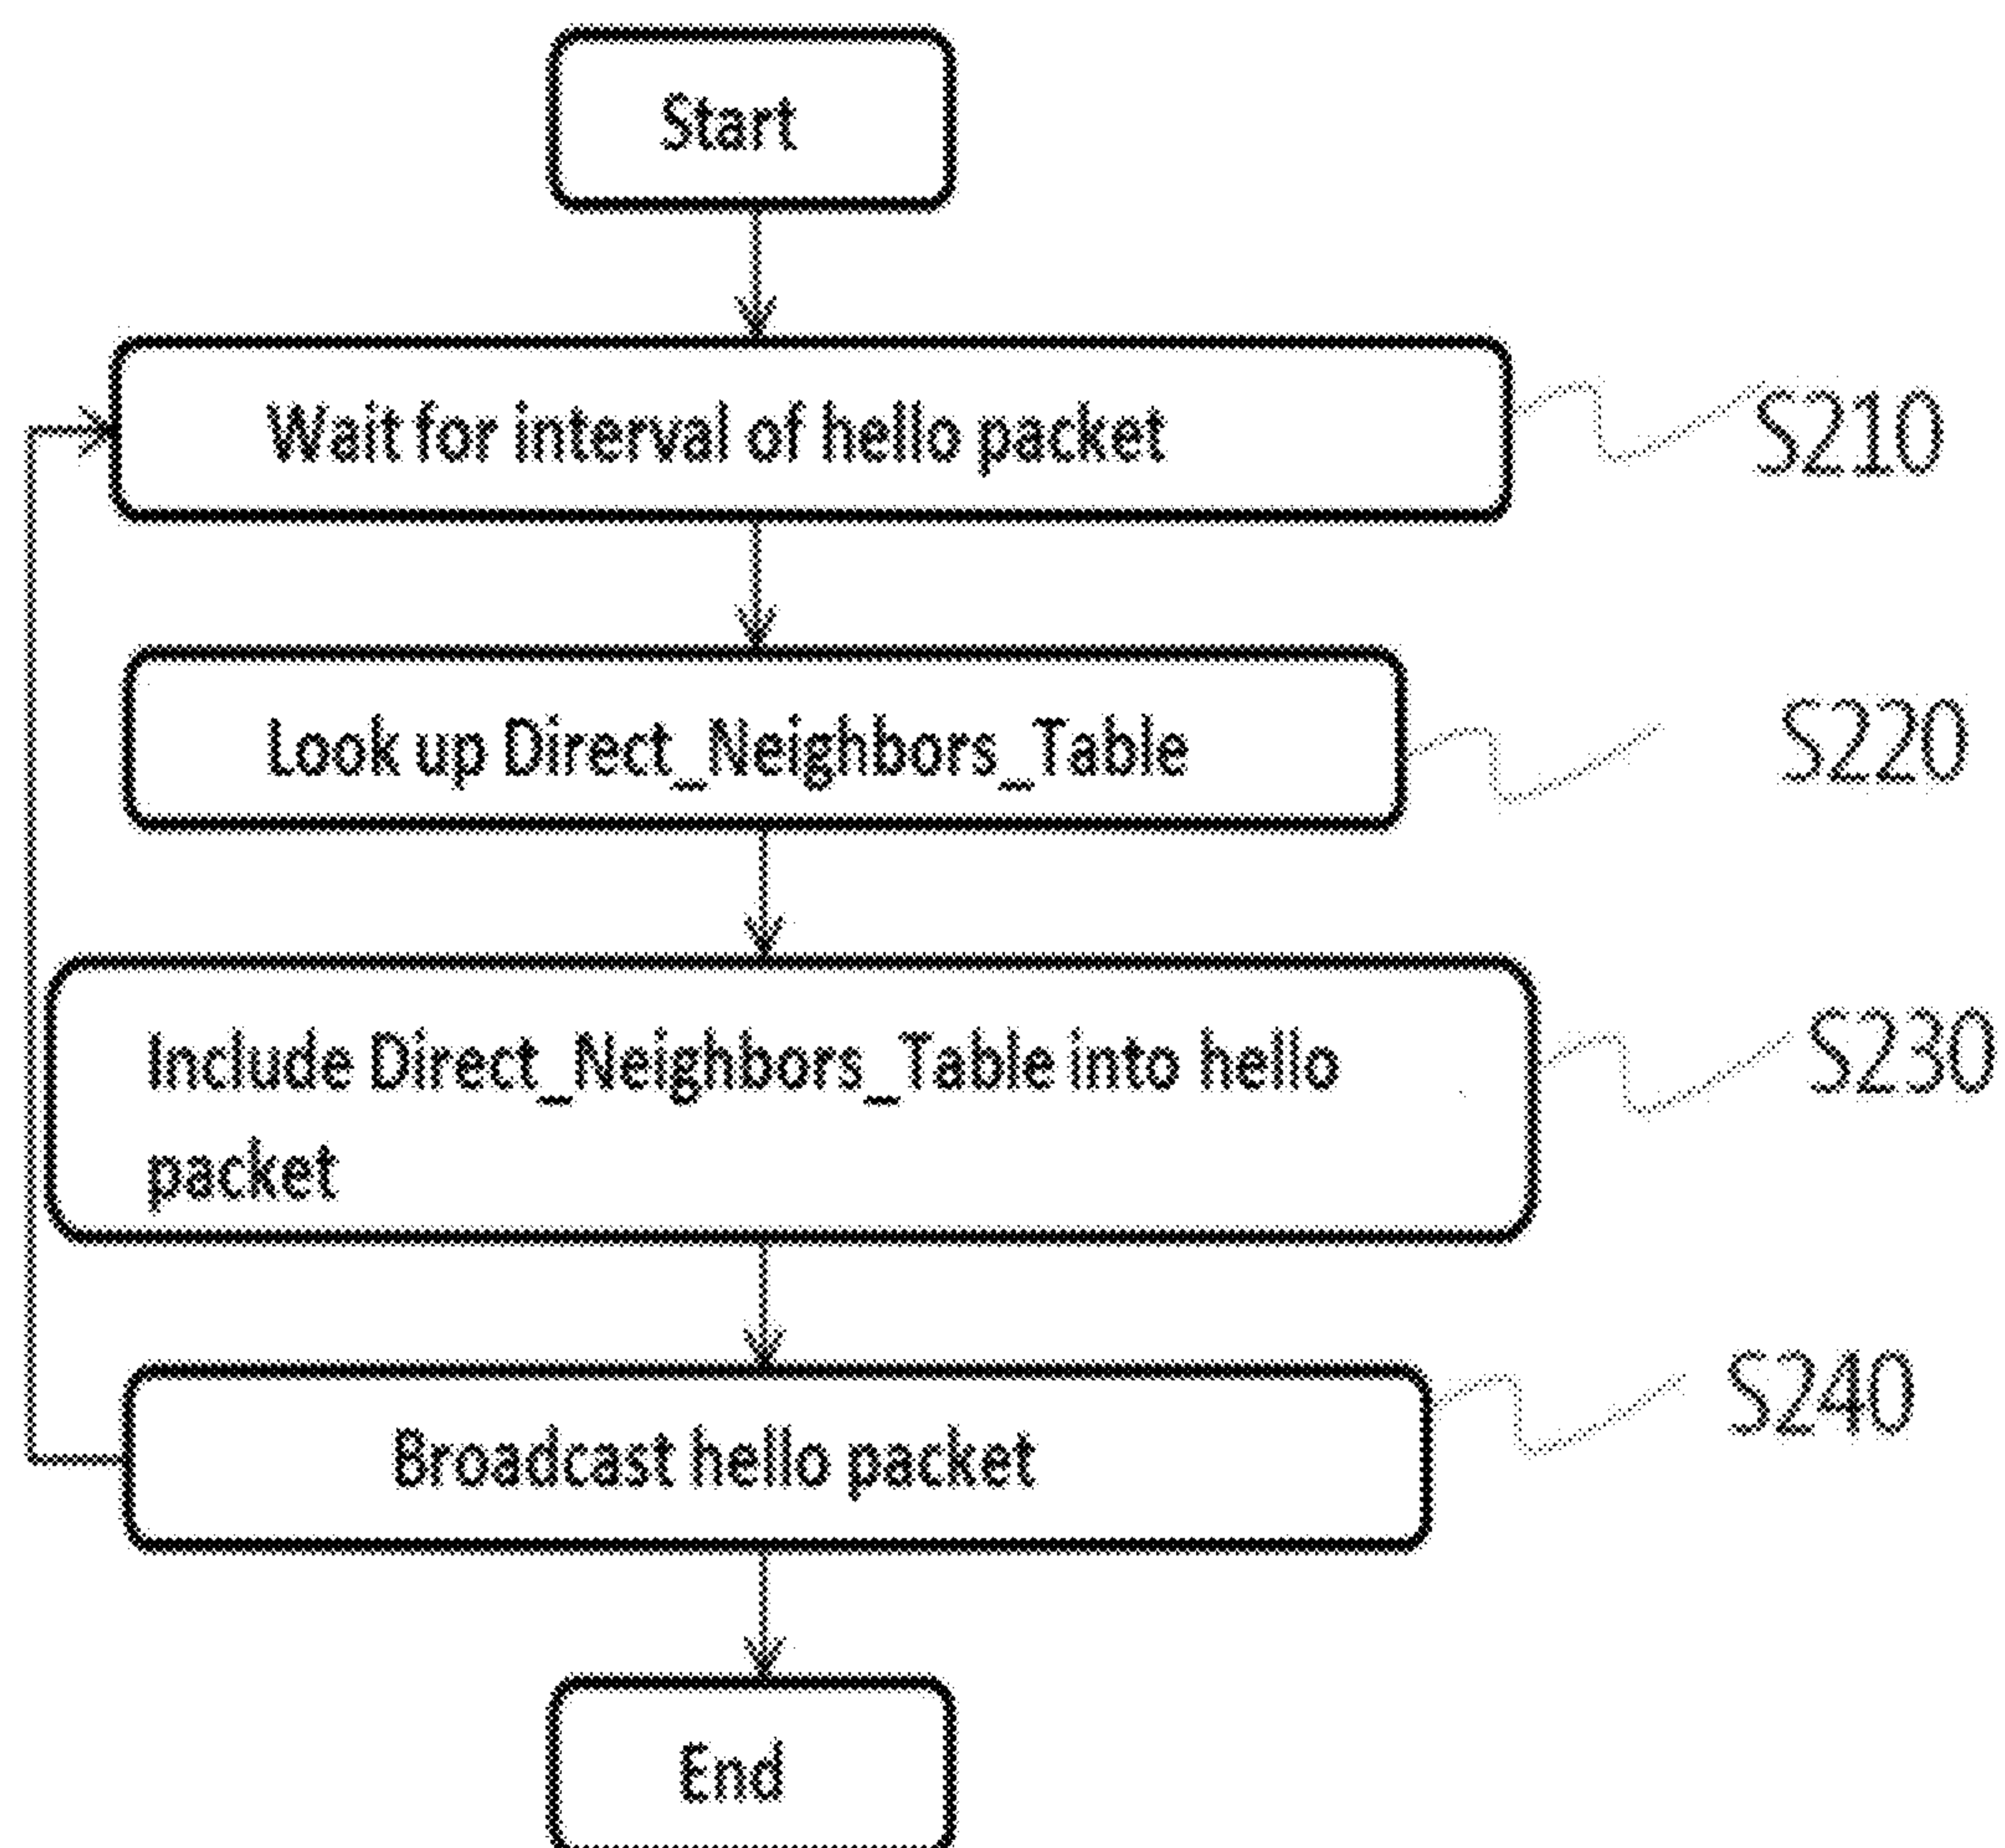 Start
Wait for interval of hello packet
S210
Look up Direct_Neighbors_Table
S220
Include Direct_Neighbors_Table into hello
packet
S230
Broadcast hello packet
S240
End